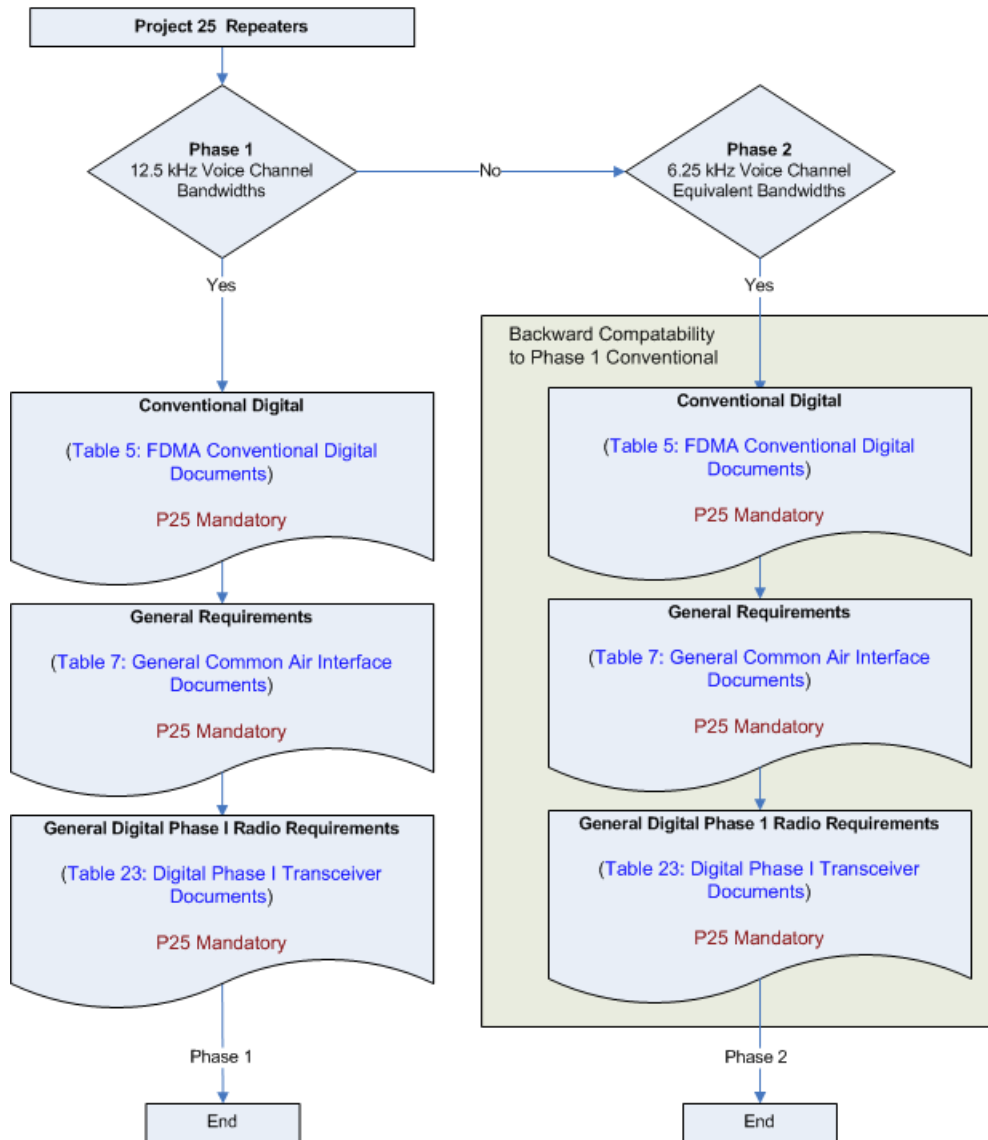 Project 25 Repeaters
Phase 1
12.5 kHz Voice Channel
Bandwidths
No
Phase 2
6.25 kHz Voice Channel
Equivalent Bandwidths
Yes
Yes
Backward Compatability
to Phase 1 Conventional
Conventional Digital
(Table 5: FDMA Conventional Digital
Documents)
P25 Mandatory
General Requirements
(Table 7: General Common Air Interface
Documents)
P25 Mandatory
General Digital Phase I Radio Requirements
(Table 23: Digital Phase I Transceiver
Documents)
P25 Mandatory
Phase 1
End
Conventional Digital
(Table 5: FDMA Conventional Digital
Documents)
P25 Mandatory
General Requirements
(Table 7: General Common Air Interface
Documents)
P25 Mandatory
General Digital Phase 1 Radio Requirements
(Table 23: Digital Phase I Transceiver
Documents)
P25 Mandatory
Phase 2
End